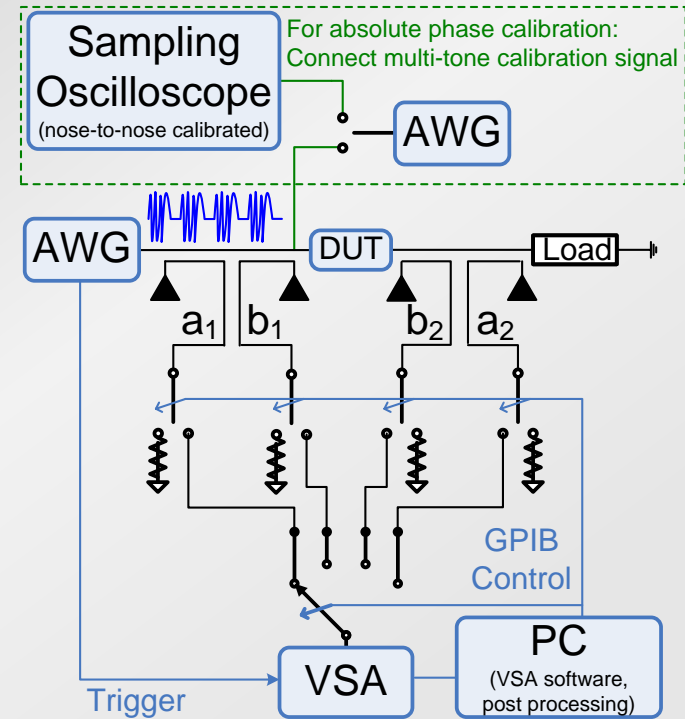 Sampling
Oscilloscope
(nose-to-nose calibrated)
For absolute phase calibration:
Connect multi-tone calibration signal
AWG
AWG
DUT
Load
a1
b1
b2
a2
GPIB
Control
VSA
PC
(VSA software,
post processing)
Trigger